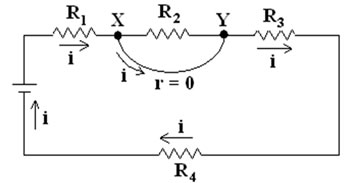 R₁ X R₂ Y R₃
i i i
r = 0
i i
R₄